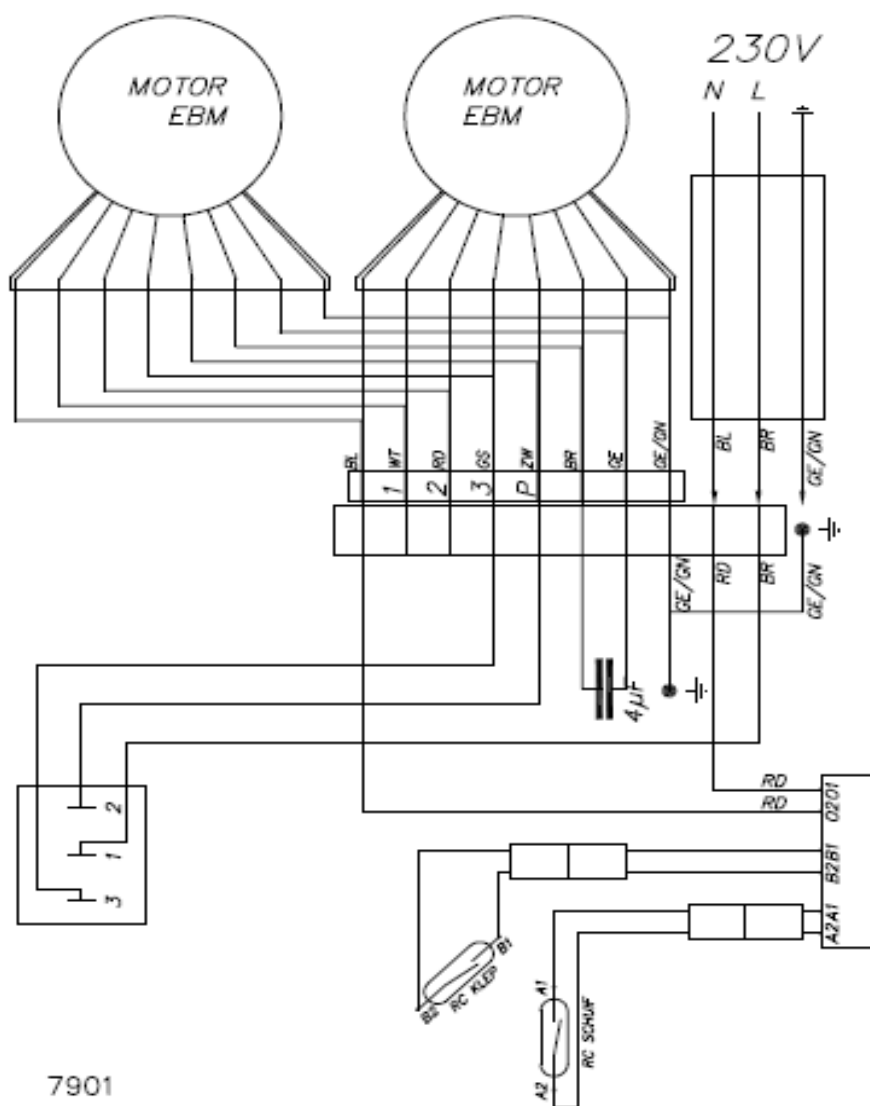 MOTOR
EBM
MOTOR
EBM
230V
N L
BL
WT
RD
GS
ZW
BR
GE
GE/GN
BL
BR
GE/GN
1
2
3
P
GE/GN
RD
BR
GE/GN
4μF
2
1
3
RD
RD
O2O1
B2B1
A2A1
B1
B2
RC KLEP
A1
A2
RC SCHUIF
7901